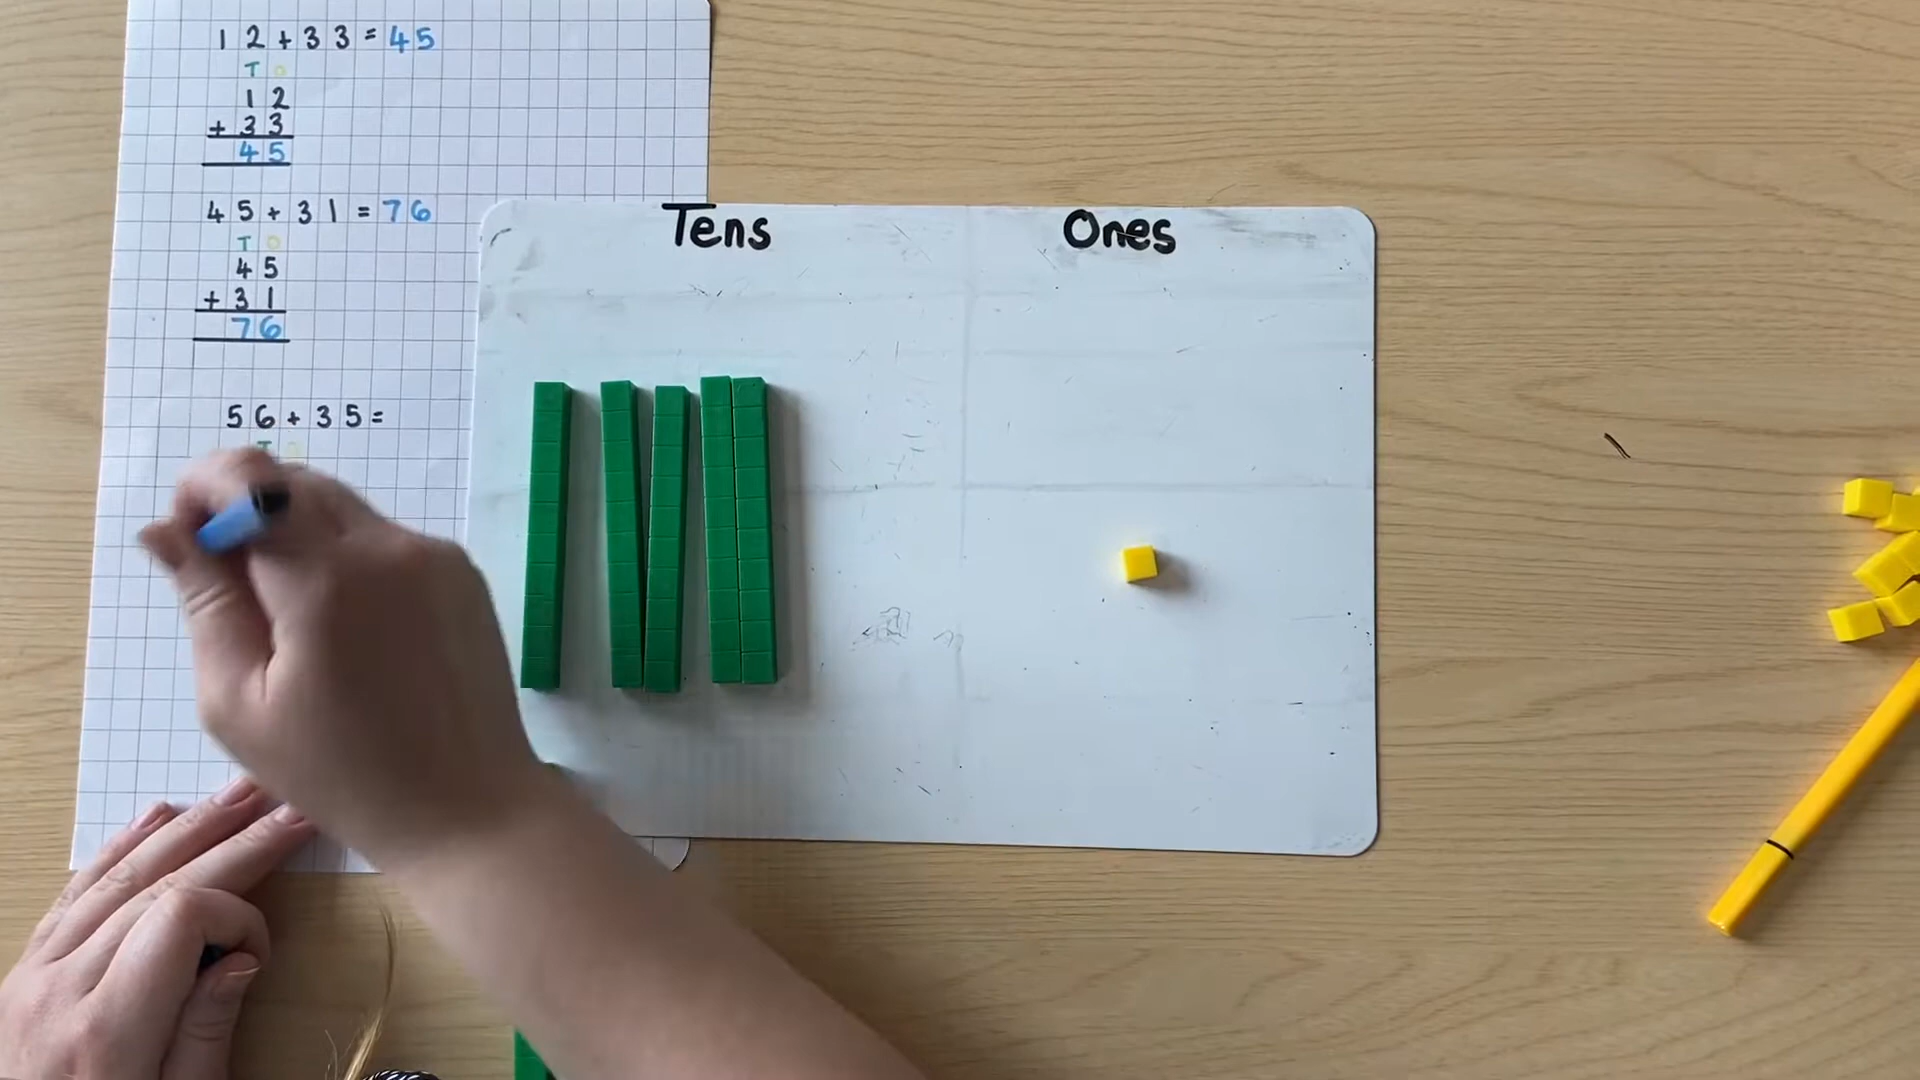 12+33=45
T O
12
+33
45
45+31=76
T O
45
+31
76
56+35=
T O
Tens
Ones